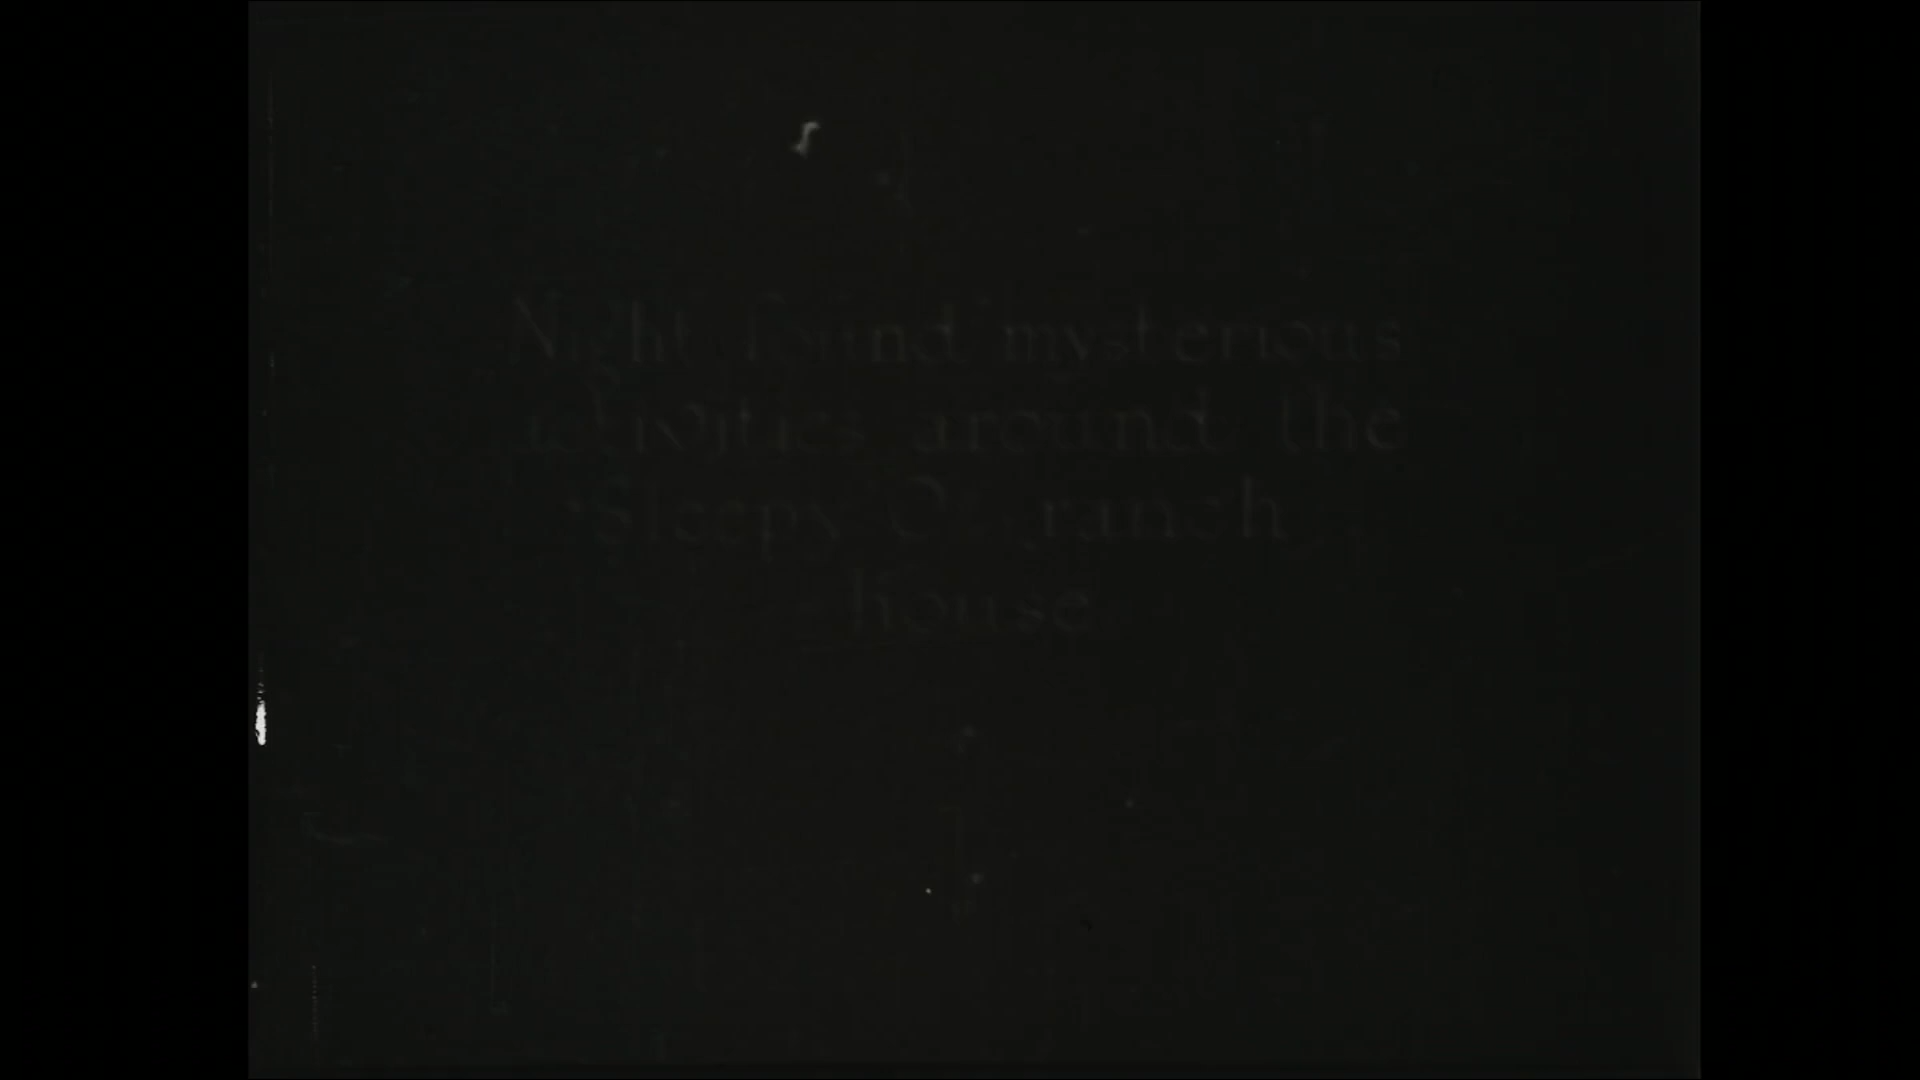 Night found mysterious
activities around the
Sleepy ranch
house